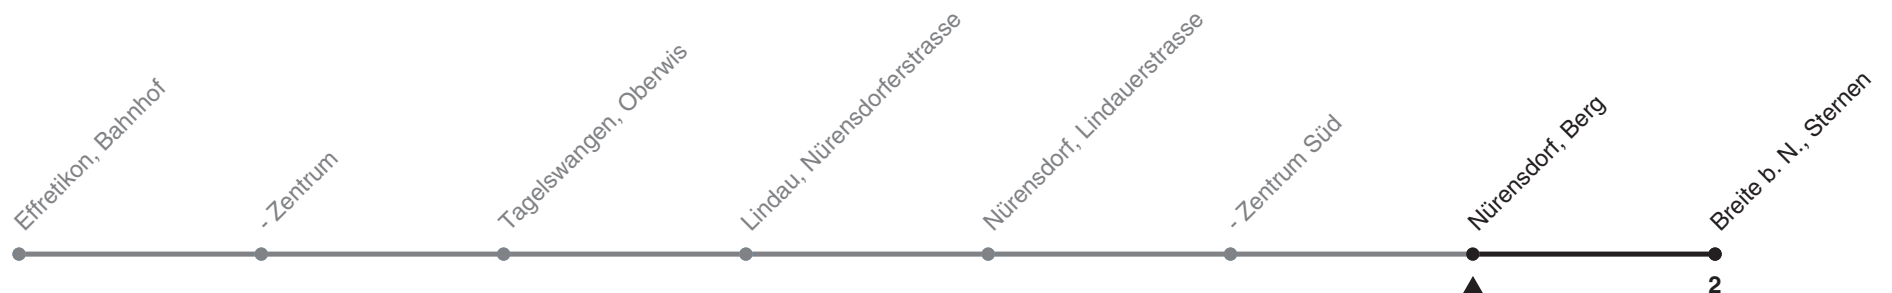 Effretikon, Bahnhof
- Zentrum
Tagelswangen, Oberwis
Lindau, Nürensdorferstrasse
Nürensdorf, Lindauerstrasse
- Zentrum Süd
Nürensdorf, Berg
Breite b. N., Sternen
2